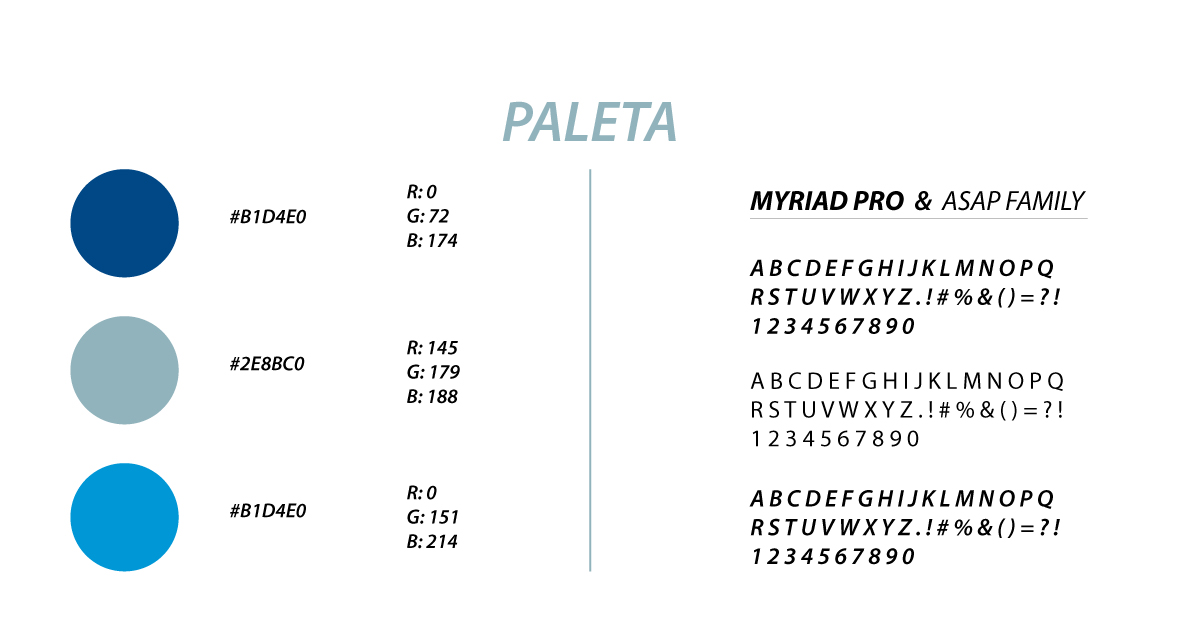 PALETA
#B1D4E0
R: 0
G: 72
B: 174
#2E8BC0
R: 145
G: 179
B: 188
#B1D4E0
R: 0
G: 151
B: 214
MYRIAD PRO & ASAP FAMILY
A B C D E F G H I J K L M N O P Q
R S T U V W X Y Z . ! # % & ( ) = ? !
1 2 3 4 5 6 7 8 9 0
A B C D E F G H I J K L M N O P Q
R S T U V W X Y Z . ! # % & ( ) = ? !
1 2 3 4 5 6 7 8 9 0
A B C D E F G H I J K L M N O P Q
R S T U V W X Y Z . ! # % & ( ) = ? !
1 2 3 4 5 6 7 8 9 0